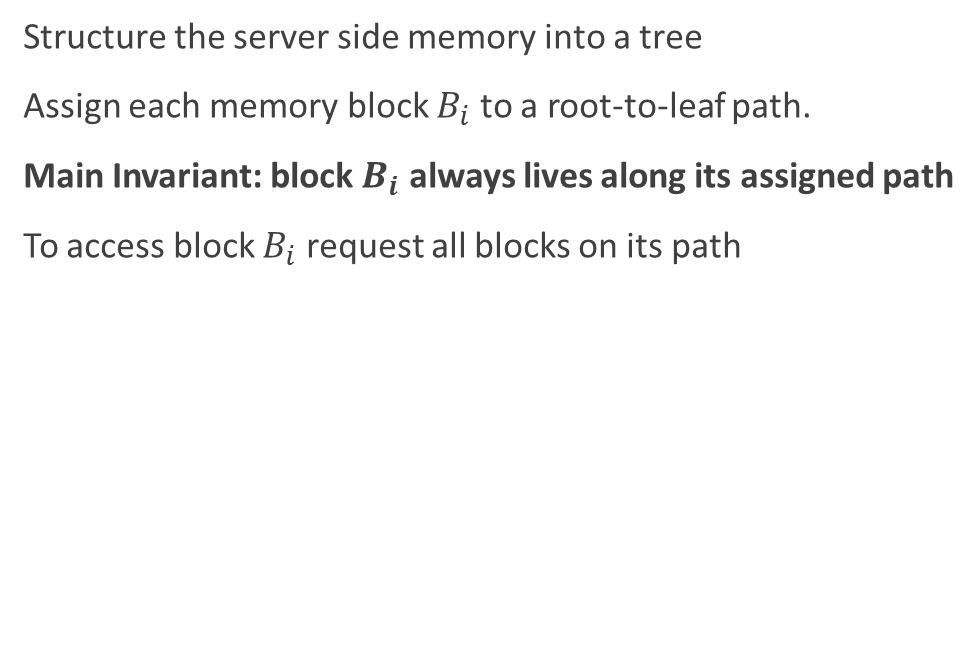 Structure the server side memory into a tree
Assign each memory block $B_i$ to a root-to-leaf path.
Main Invariant: block $B_i$ always lives along its assigned path
To access block $B_i$ request all blocks on its path